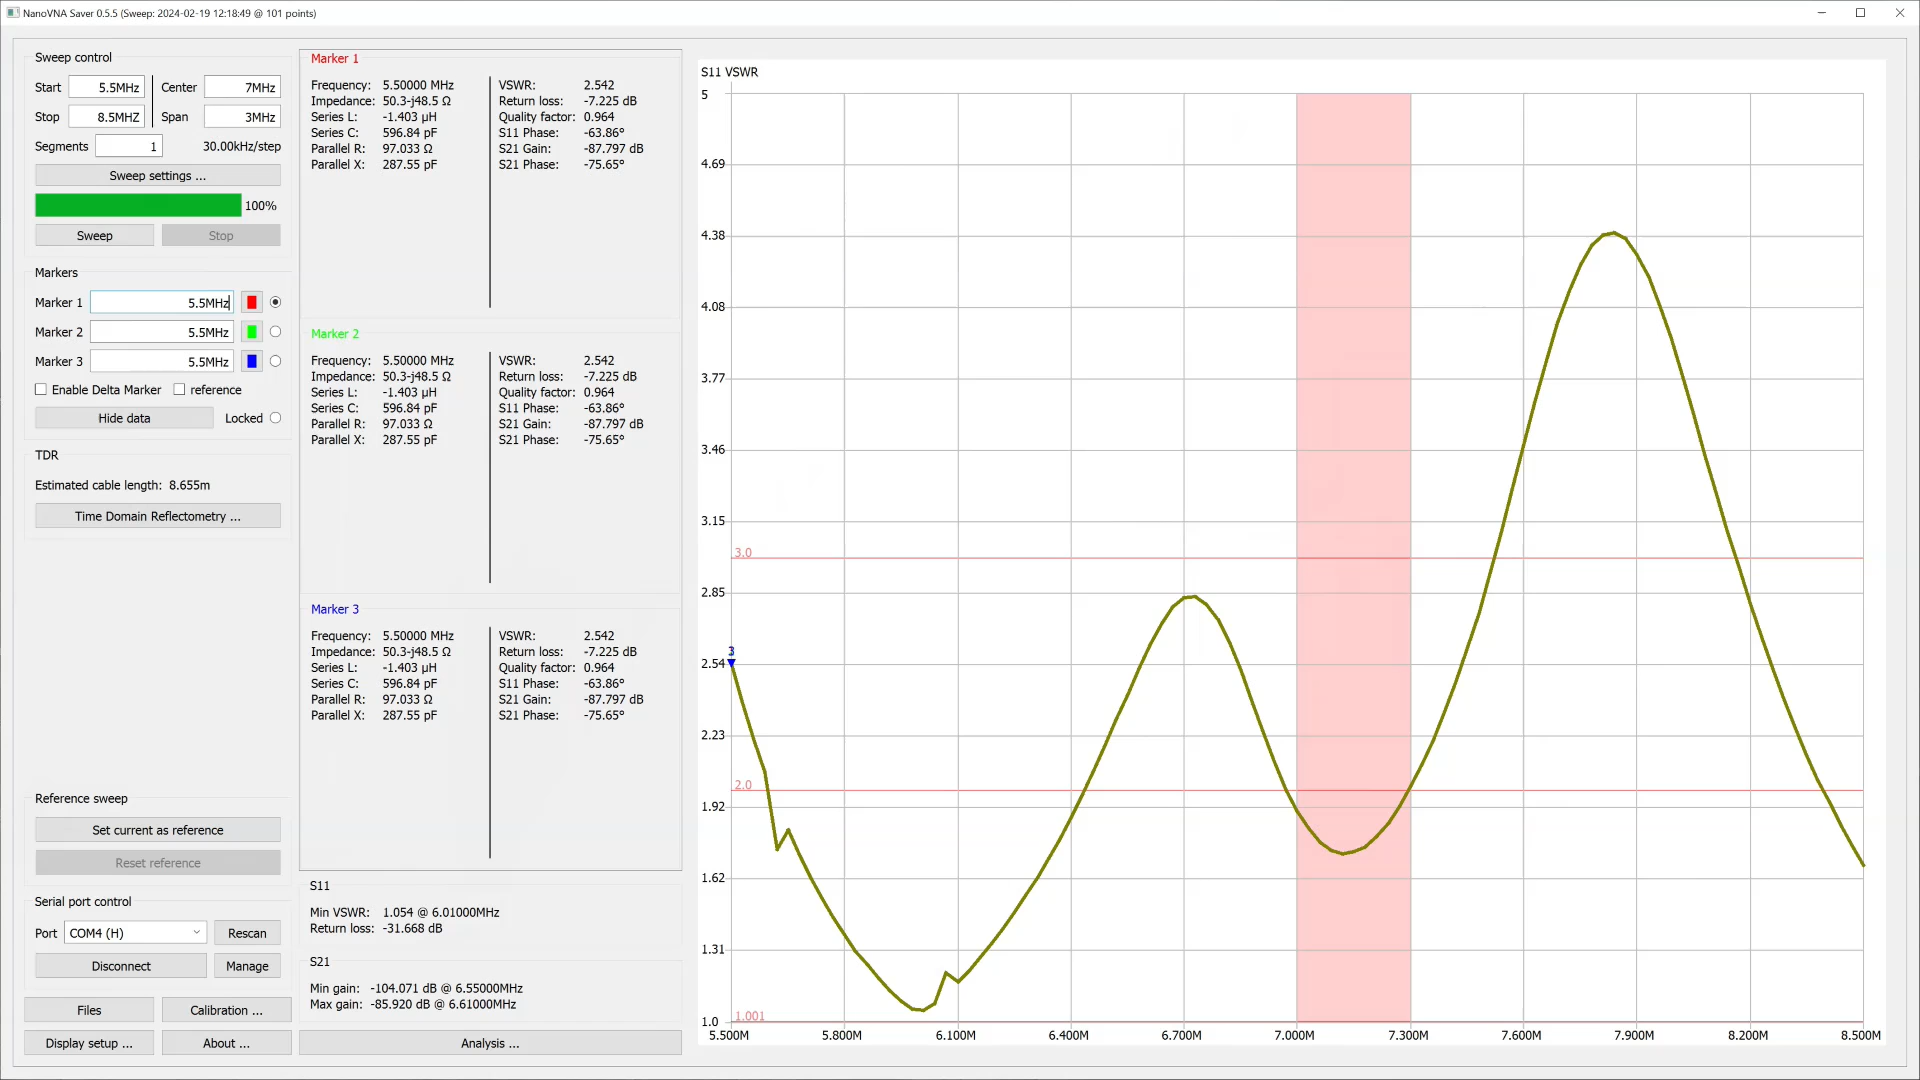 NanoVNA Saver 0.5.5 (Sweep: 2024-02-19 12:18:49 @ 101 points)
Sweep control
Start 5.5MHz Center 7MHz
Stop 8.5MHZ Span 3MHz
Segments 1 30.00kHz/step
Sweep settings ...
100%
Sweep Stop
Markers
Marker 1 5.5MHz
Marker 2 5.5MHz
Marker 3 5.5MHz
Enable Delta Marker reference
Hide data Locked
TDR
Estimated cable length: 8.655m
Time Domain Reflectometry ...
Reference sweep
Set current as reference
Reset reference
Serial port control
Port COM4 (H) Rescan
Disconnect Manage
Files Calibration ...
Display setup ... About ...
Marker 1
Frequency: 5.50000 MHz VSWR: 2.542
Impedance: 50.3-j48.5 Ω Return loss: -7.225 dB
Series L: -1.403 µH Quality factor: 0.964
Series C: 596.84 pF S11 Phase: -63.86°
Parallel R: 97.033 Ω S21 Gain: -87.797 dB
Parallel X: 287.55 pF S21 Phase: -75.65°
Marker 2
Frequency: 5.50000 MHz VSWR: 2.542
Impedance: 50.3-j48.5 Ω Return loss: -7.225 dB
Series L: -1.403 µH Quality factor: 0.964
Series C: 596.84 pF S11 Phase: -63.86°
Parallel R: 97.033 Ω S21 Gain: -87.797 dB
Parallel X: 287.55 pF S21 Phase: -75.65°
Marker 3
Frequency: 5.50000 MHz VSWR: 2.542
Impedance: 50.3-j48.5 Ω Return loss: -7.225 dB
Series L: -1.403 µH Quality factor: 0.964
Series C: 596.84 pF S11 Phase: -63.86°
Parallel R: 97.033 Ω S21 Gain: -87.797 dB
Parallel X: 287.55 pF S21 Phase: -75.65°
S11
Min VSWR: 1.054 @ 6.01000MHz
Return loss: -31.668 dB
S21
Min gain: -104.071 dB @ 6.55000MHz
Max gain: -85.920 dB @ 6.61000MHz
Analysis ...
S11 VSWR
5
4.69
4.38
4.08
3.77
3.46
3.15
3.0
2.85
3
2.54
2.23
2.0
1.92
1.62
1.31
1.001
1.0
5.500M 5.800M 6.100M 6.400M 6.700M 7.000M 7.300M 7.600M 7.900M 8.200M 8.500M